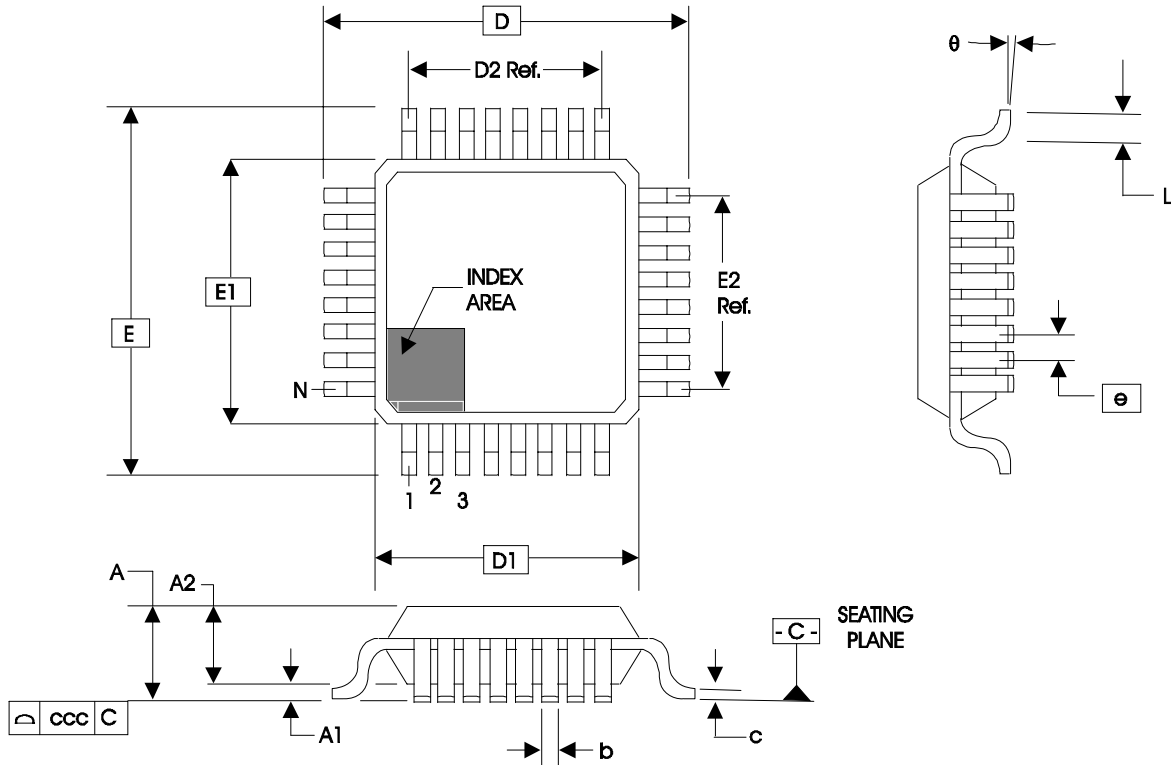 D
D2 Ref.
θ
L
E1
E
INDEX
AREA
E2
Ref.
N
e
1
2
3
D1
A
A2
- C -
SEATING
PLANE
ccc C
A1
b
c